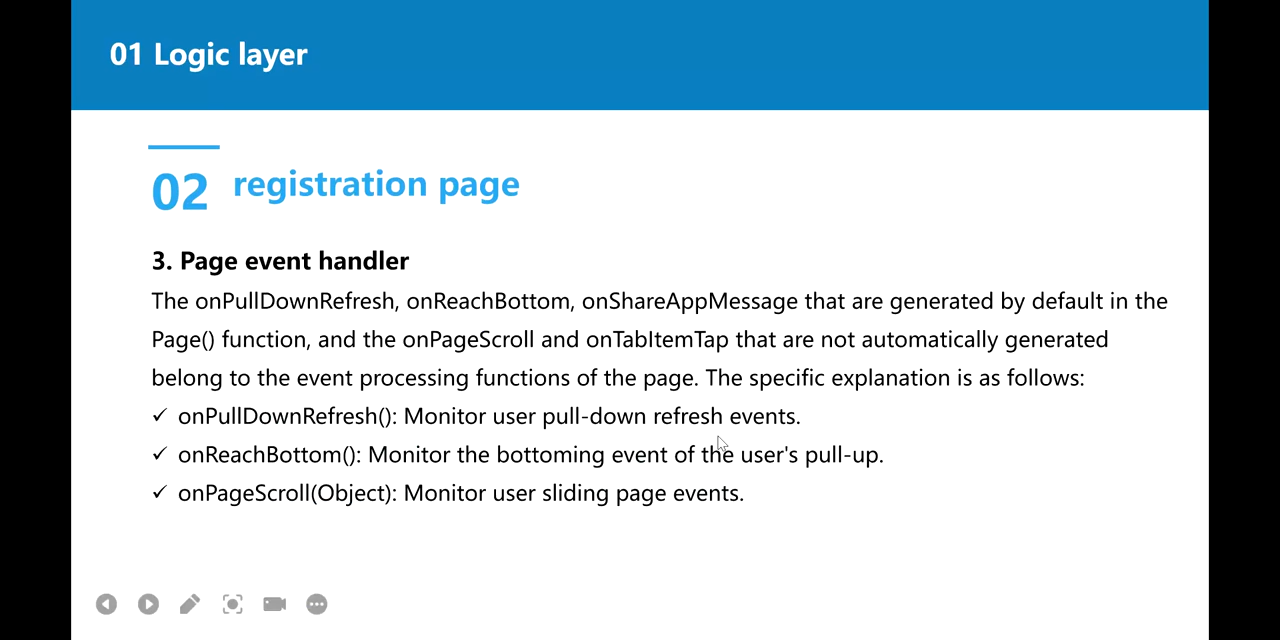 01 Logic layer
02 registration page
3. Page event handler
The onPullDownRefresh, onReachBottom, onShareAppMessage that are generated by default in the
Page() function, and the onPageScroll and onTabItemTap that are not automatically generated
belong to the event processing functions of the page. The specific explanation is as follows:
✓ onPullDownRefresh(): Monitor user pull-down refresh events.
✓ onReachBottom(): Monitor the bottoming event of the user's pull-up.
✓ onPageScroll(Object): Monitor user sliding page events.